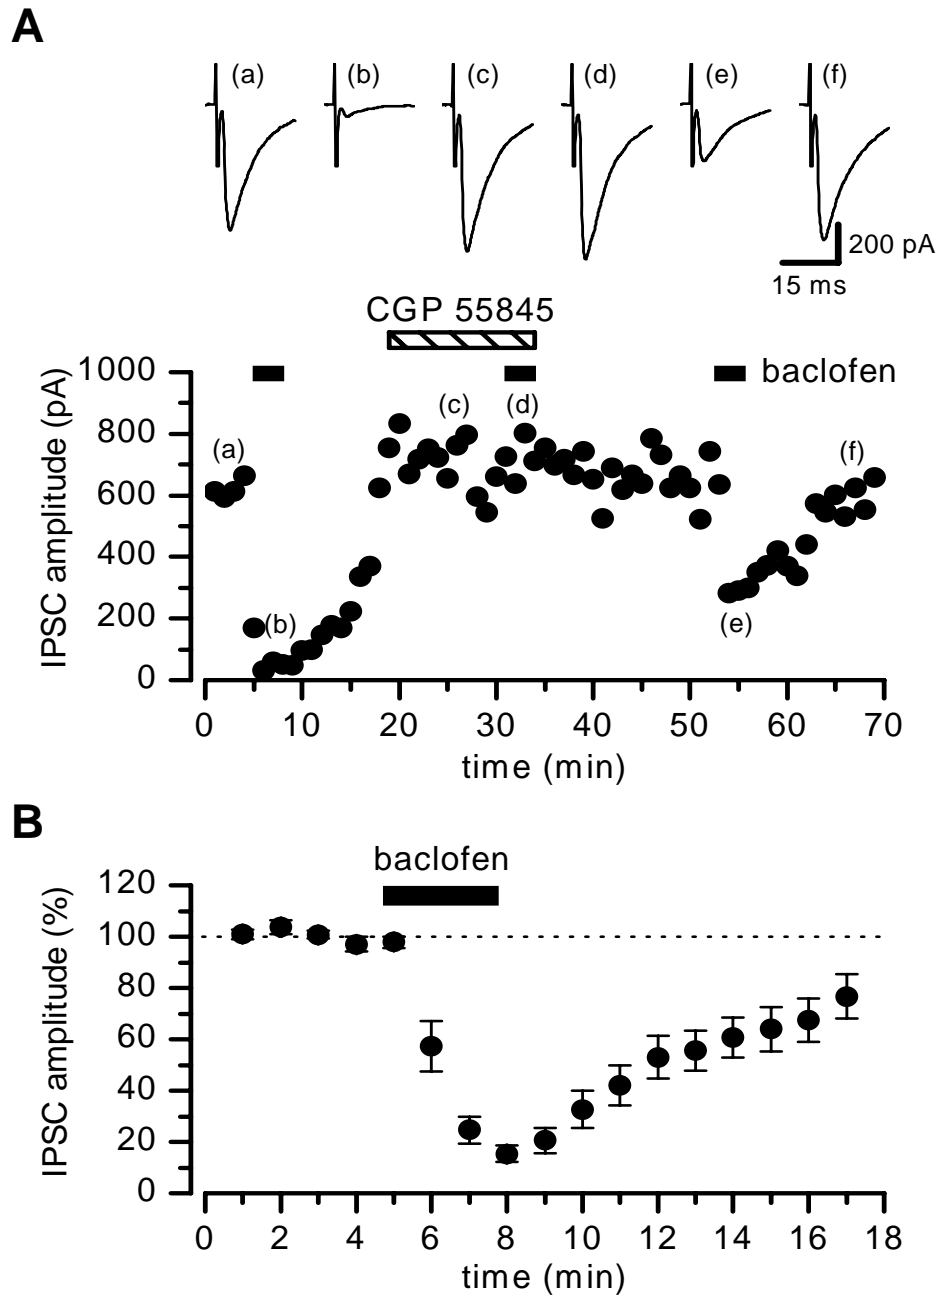 A
(a) (b) (c) (d) (e) (f)
200 pA
15 ms
CGP 55845
baclofen
IPSC amplitude (pA)
1000
800
600
400
200
0
(a)
(b)
(c)
(d)
(e)
(f)
0 10 20 30 40 50 60 70
time (min)
B
baclofen
IPSC amplitude (%)
120
100
80
60
40
20
0
0 2 4 6 8 10 12 14 16 18
time (min)